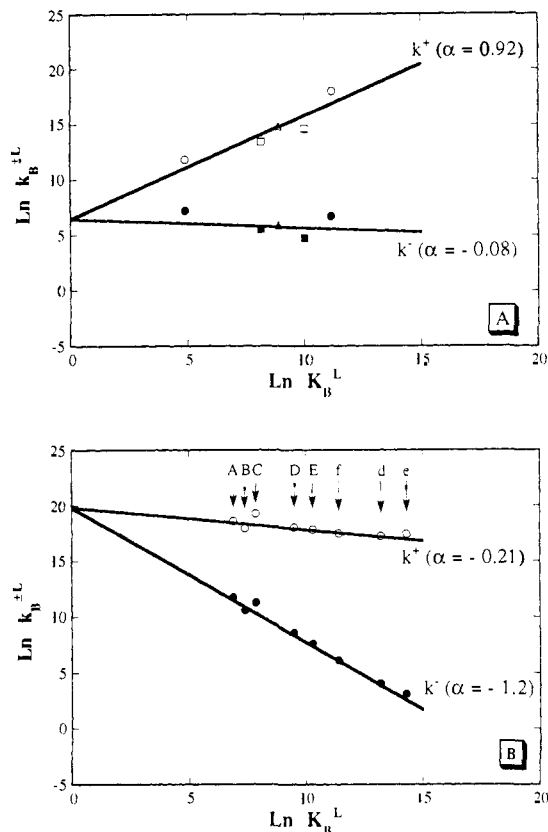 25
20
15
10
5
0
-5
Ln k_B^±L
k⁺ (α = 0.92)
k⁻ (α = - 0.08)
A
0 5 10 15 20
Ln K_B^L
25
20
15
10
5
0
-5
Ln k_B^±L
A B C D E f d e
k⁺ (α = - 0.21)
k⁻ (α = - 1.2)
B
0 5 10 15 20
Ln K_B^L